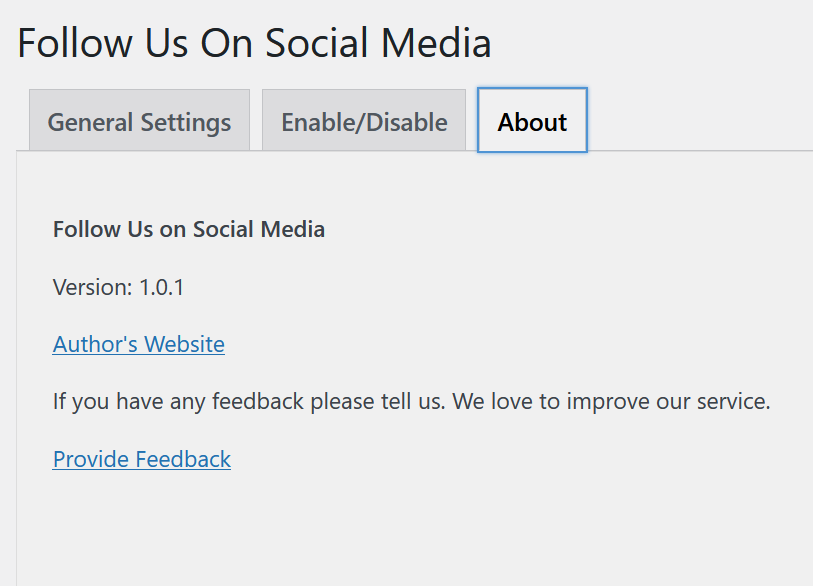 Follow Us On Social Media
General Settings
Enable/Disable
About
Follow Us on Social Media
Version: 1.0.1
Author's Website
If you have any feedback please tell us. We love to improve our service.
Provide Feedback